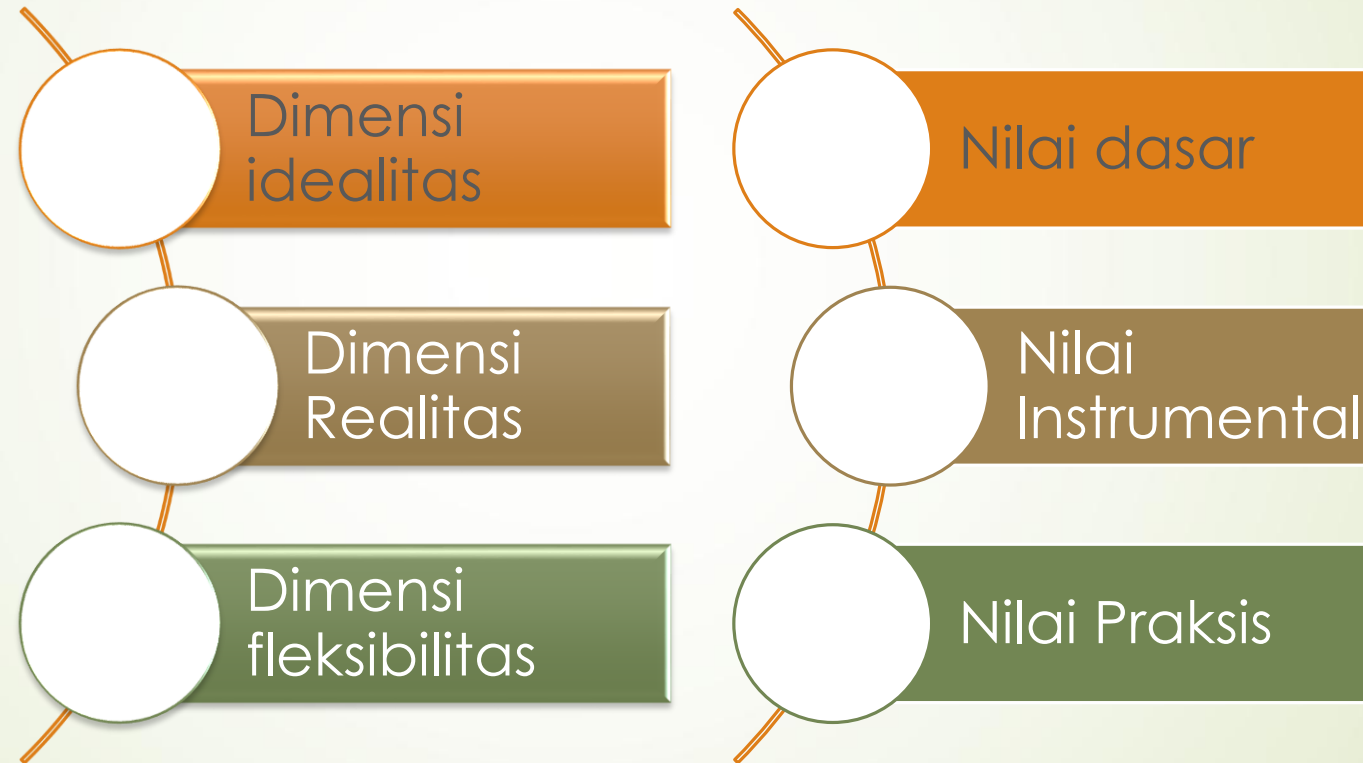 Dimensi
idealitas
Dimensi
Realitas
Dimensi
fleksibilitas
Nilai dasar
Nilai
Instrumental
Nilai Praksis